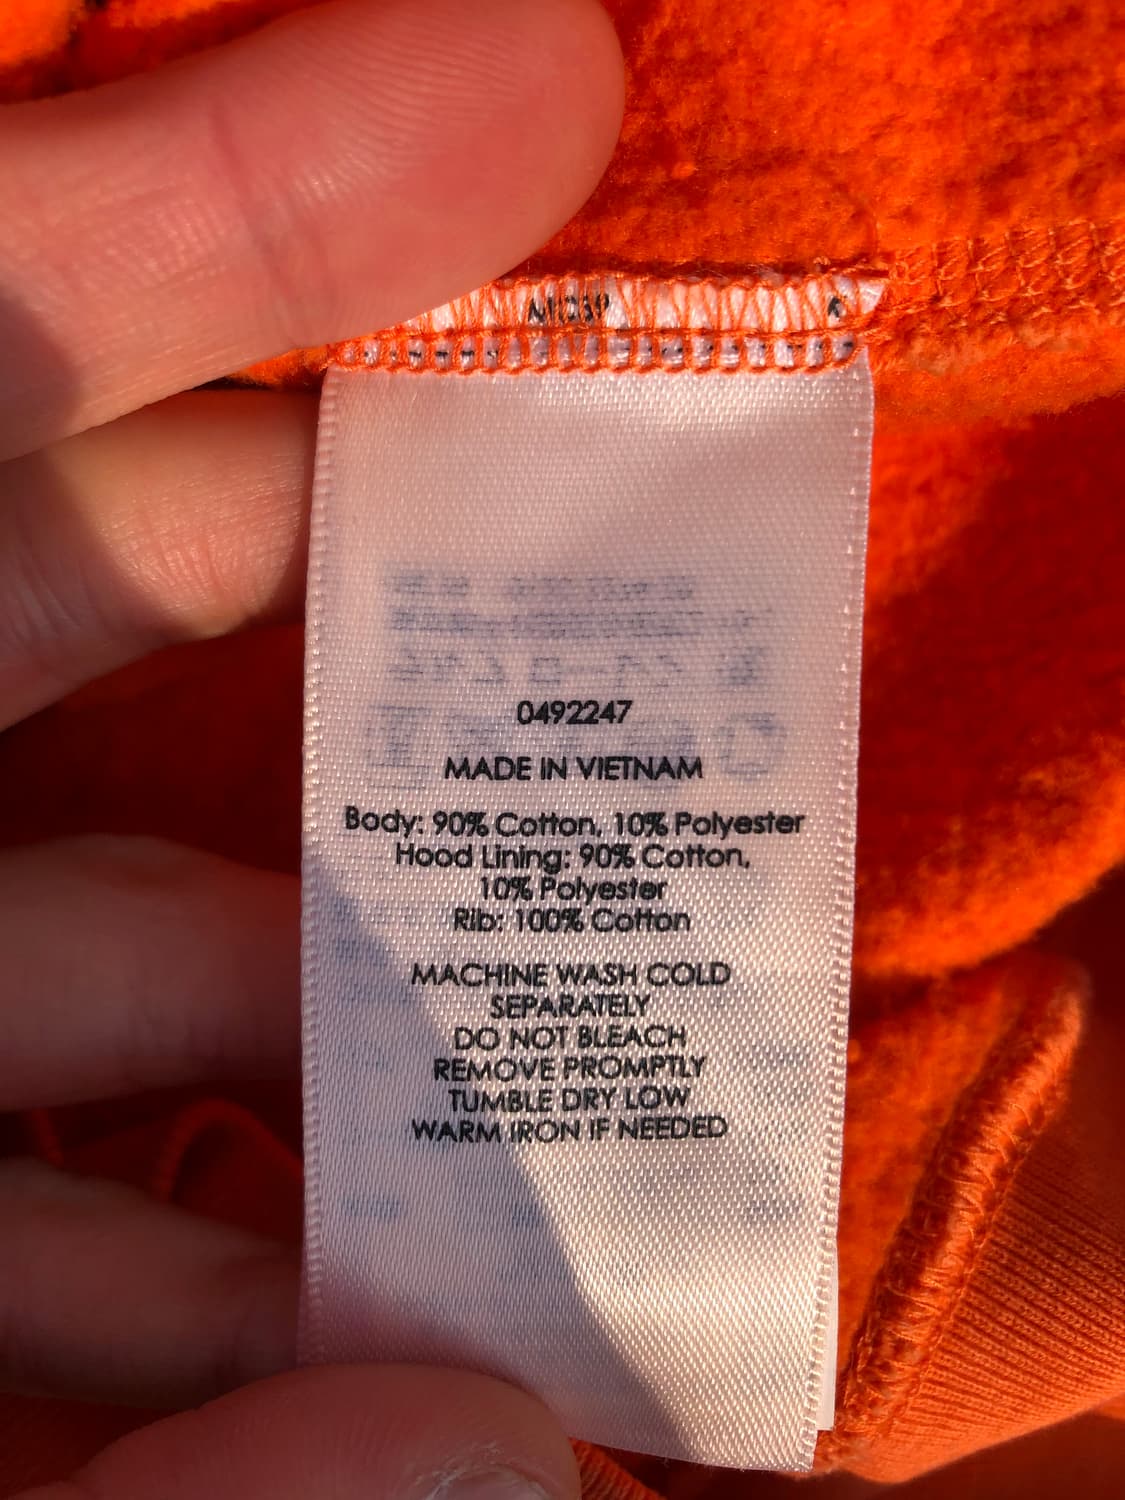 0492247
MADE IN VIETNAM
Body: 90% Cotton, 10% Polyester
Hood Lining: 90% Cotton,
10% Polyester
Rib: 100% Cotton
MACHINE WASH COLD
SEPARATELY
DO NOT BLEACH
REMOVE PROMPTLY
TUMBLE DRY LOW
WARM IRON IF NEEDED